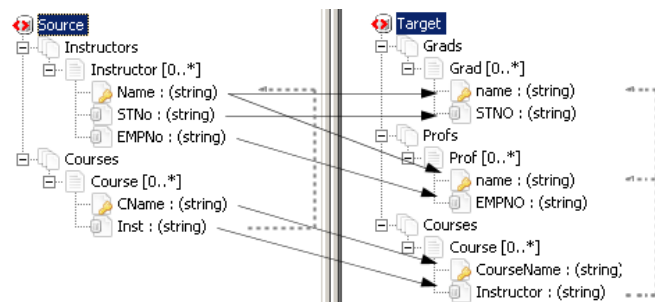 Source
Instructors
Instructor [0..*]
Name : (string)
STNo : (string)
EMPNo : (string)
Courses
Course [0..*]
CName : (string)
Inst : (string)
Target
Grads
Grad [0..*]
name : (string)
STNO : (string)
Profs
Prof [0..*]
name : (string)
EMPNO : (string)
Courses
Course [0..*]
CourseName : (string)
Instructor : (string)